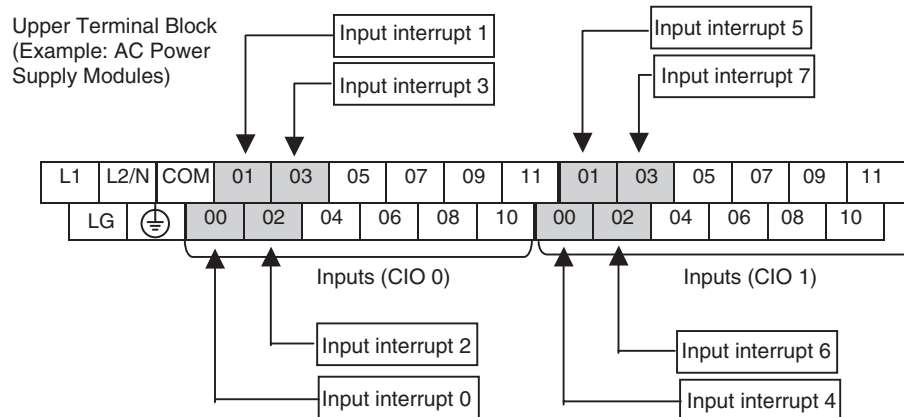 Upper Terminal Block
(Example: AC Power
Supply Modules)
Input interrupt 1
Input interrupt 3
Input interrupt 5
Input interrupt 7
L1 L2/N COM 01 03 05 07 09 11 01 03 05 07 09 11
LG 00 02 04 06 08 10 00 02 04 06 08 10
Inputs (CIO 0)
Inputs (CIO 1)
Input interrupt 2
Input interrupt 0
Input interrupt 6
Input interrupt 4